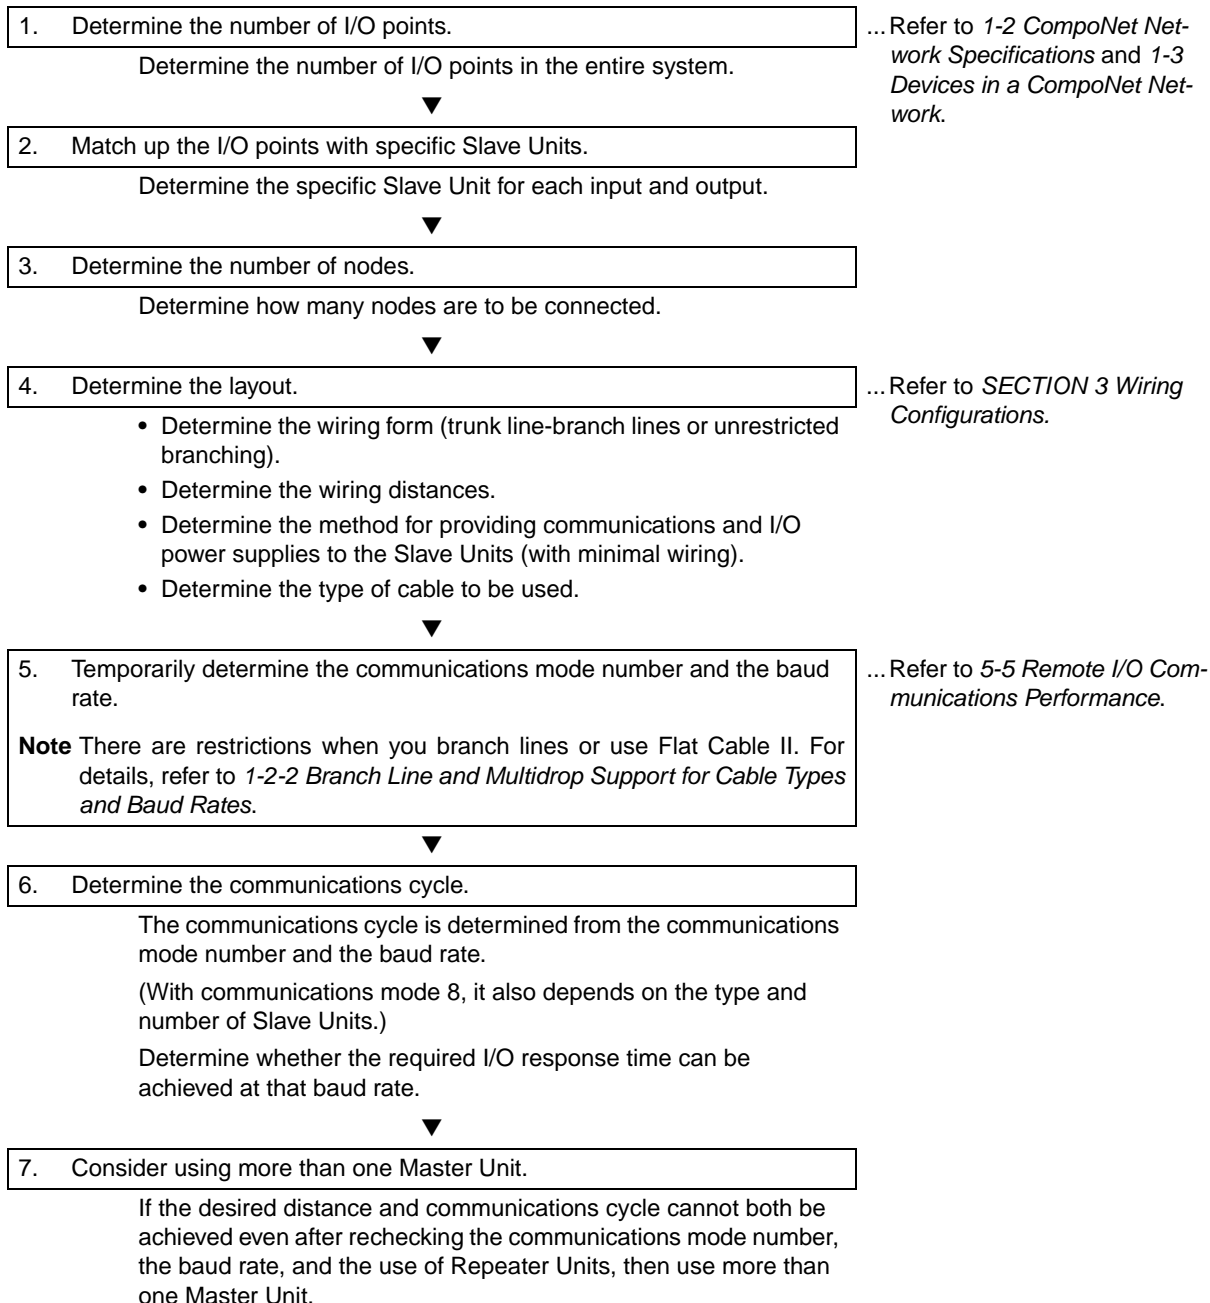 1. Determine the number of I/O points.
... Refer to 1-2 CompoNet Net-
work Specifications and 1-3
Devices in a CompoNet Net-
work.
Determine the number of I/O points in the entire system.
▼
2. Match up the I/O points with specific Slave Units.
Determine the specific Slave Unit for each input and output.
▼
3. Determine the number of nodes.
Determine how many nodes are to be connected.
▼
4. Determine the layout.
... Refer to SECTION 3 Wiring
Configurations.
• Determine the wiring form (trunk line-branch lines or unrestricted
branching).
• Determine the wiring distances.
• Determine the method for providing communications and I/O
power supplies to the Slave Units (with minimal wiring).
• Determine the type of cable to be used.
▼
5. Temporarily determine the communications mode number and the baud
rate.
... Refer to 5-5 Remote I/O Com-
munications Performance.
Note There are restrictions when you branch lines or use Flat Cable II. For
details, refer to 1-2-2 Branch Line and Multidrop Support for Cable Types
and Baud Rates.
▼
6. Determine the communications cycle.
The communications cycle is determined from the communications
mode number and the baud rate.
(With communications mode 8, it also depends on the type and
number of Slave Units.)
Determine whether the required I/O response time can be
achieved at that baud rate.
▼
7. Consider using more than one Master Unit.
If the desired distance and communications cycle cannot both be
achieved even after rechecking the communications mode number,
the baud rate, and the use of Repeater Units, then use more than
one Master Unit.